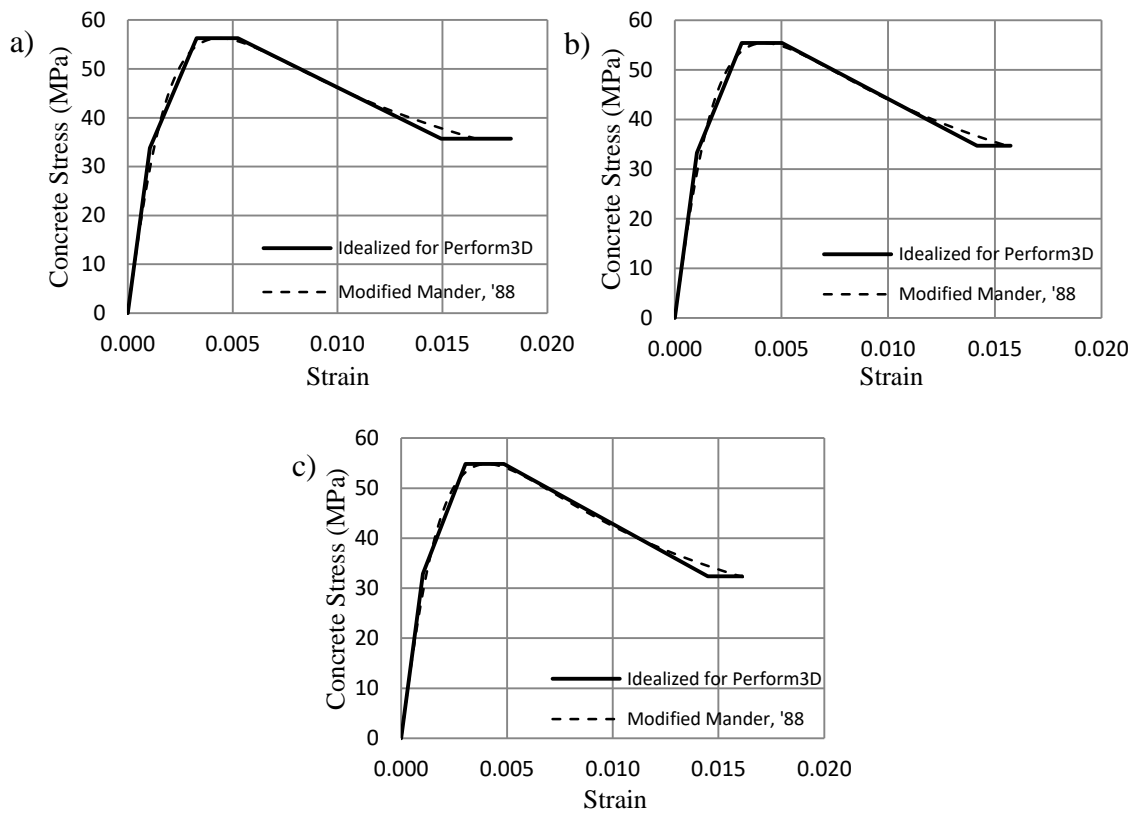 a)
Concrete Stress (MPa)
60
50
40
30
20
10
0
Idealized for Perform3D
Modified Mander, '88
0.000 0.005 0.010 0.015 0.020
Strain
b)
Concrete Stress (MPa)
60
50
40
30
20
10
0
Idealized for Perform3D
Modified Mander, '88
0.000 0.005 0.010 0.015 0.020
Strain
c)
Concrete Stress (MPa)
60
50
40
30
20
10
0
Idealized for Perform3D
Modified Mander, '88
0.000 0.005 0.010 0.015 0.020
Strain